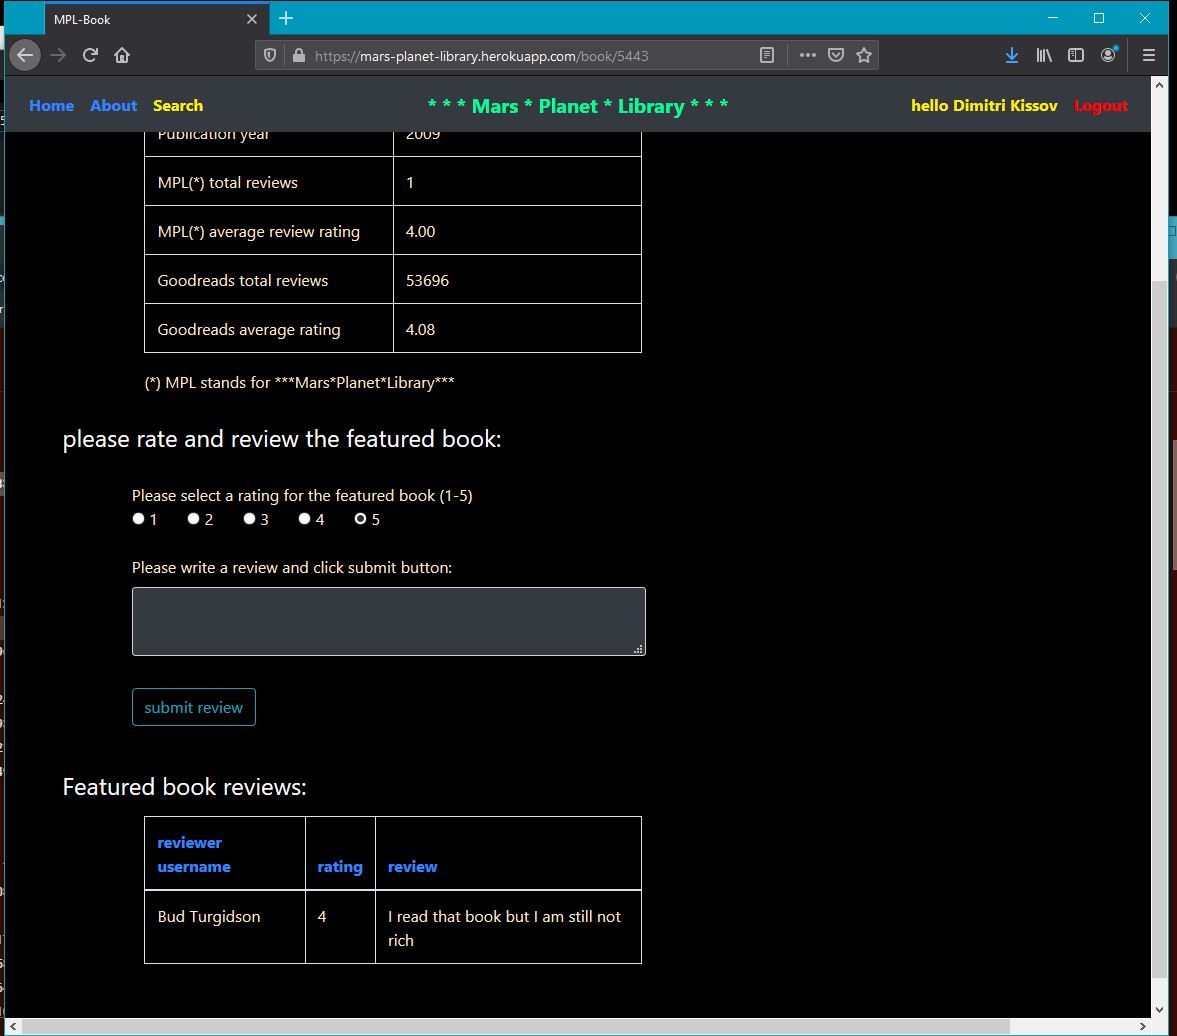 MPL-Book
https://mars-planet-library.herokuapp.com/book/5443
Home About Search * * * Mars * Planet * Library * * * hello Dimitri Kissov Logout
Publication year 2009
MPL(*) total reviews 1
MPL(*) average review rating 4.00
Goodreads total reviews 53696
Goodreads average rating 4.08
(*) MPL stands for ***Mars*Planet*Library***
please rate and review the featured book:
Please select a rating for the featured book (1-5)
1 2 3 4 5
Please write a review and click submit button:
submit review
Featured book reviews:
reviewer
username rating review
Bud Turgidson 4 I read that book but I am still not
rich